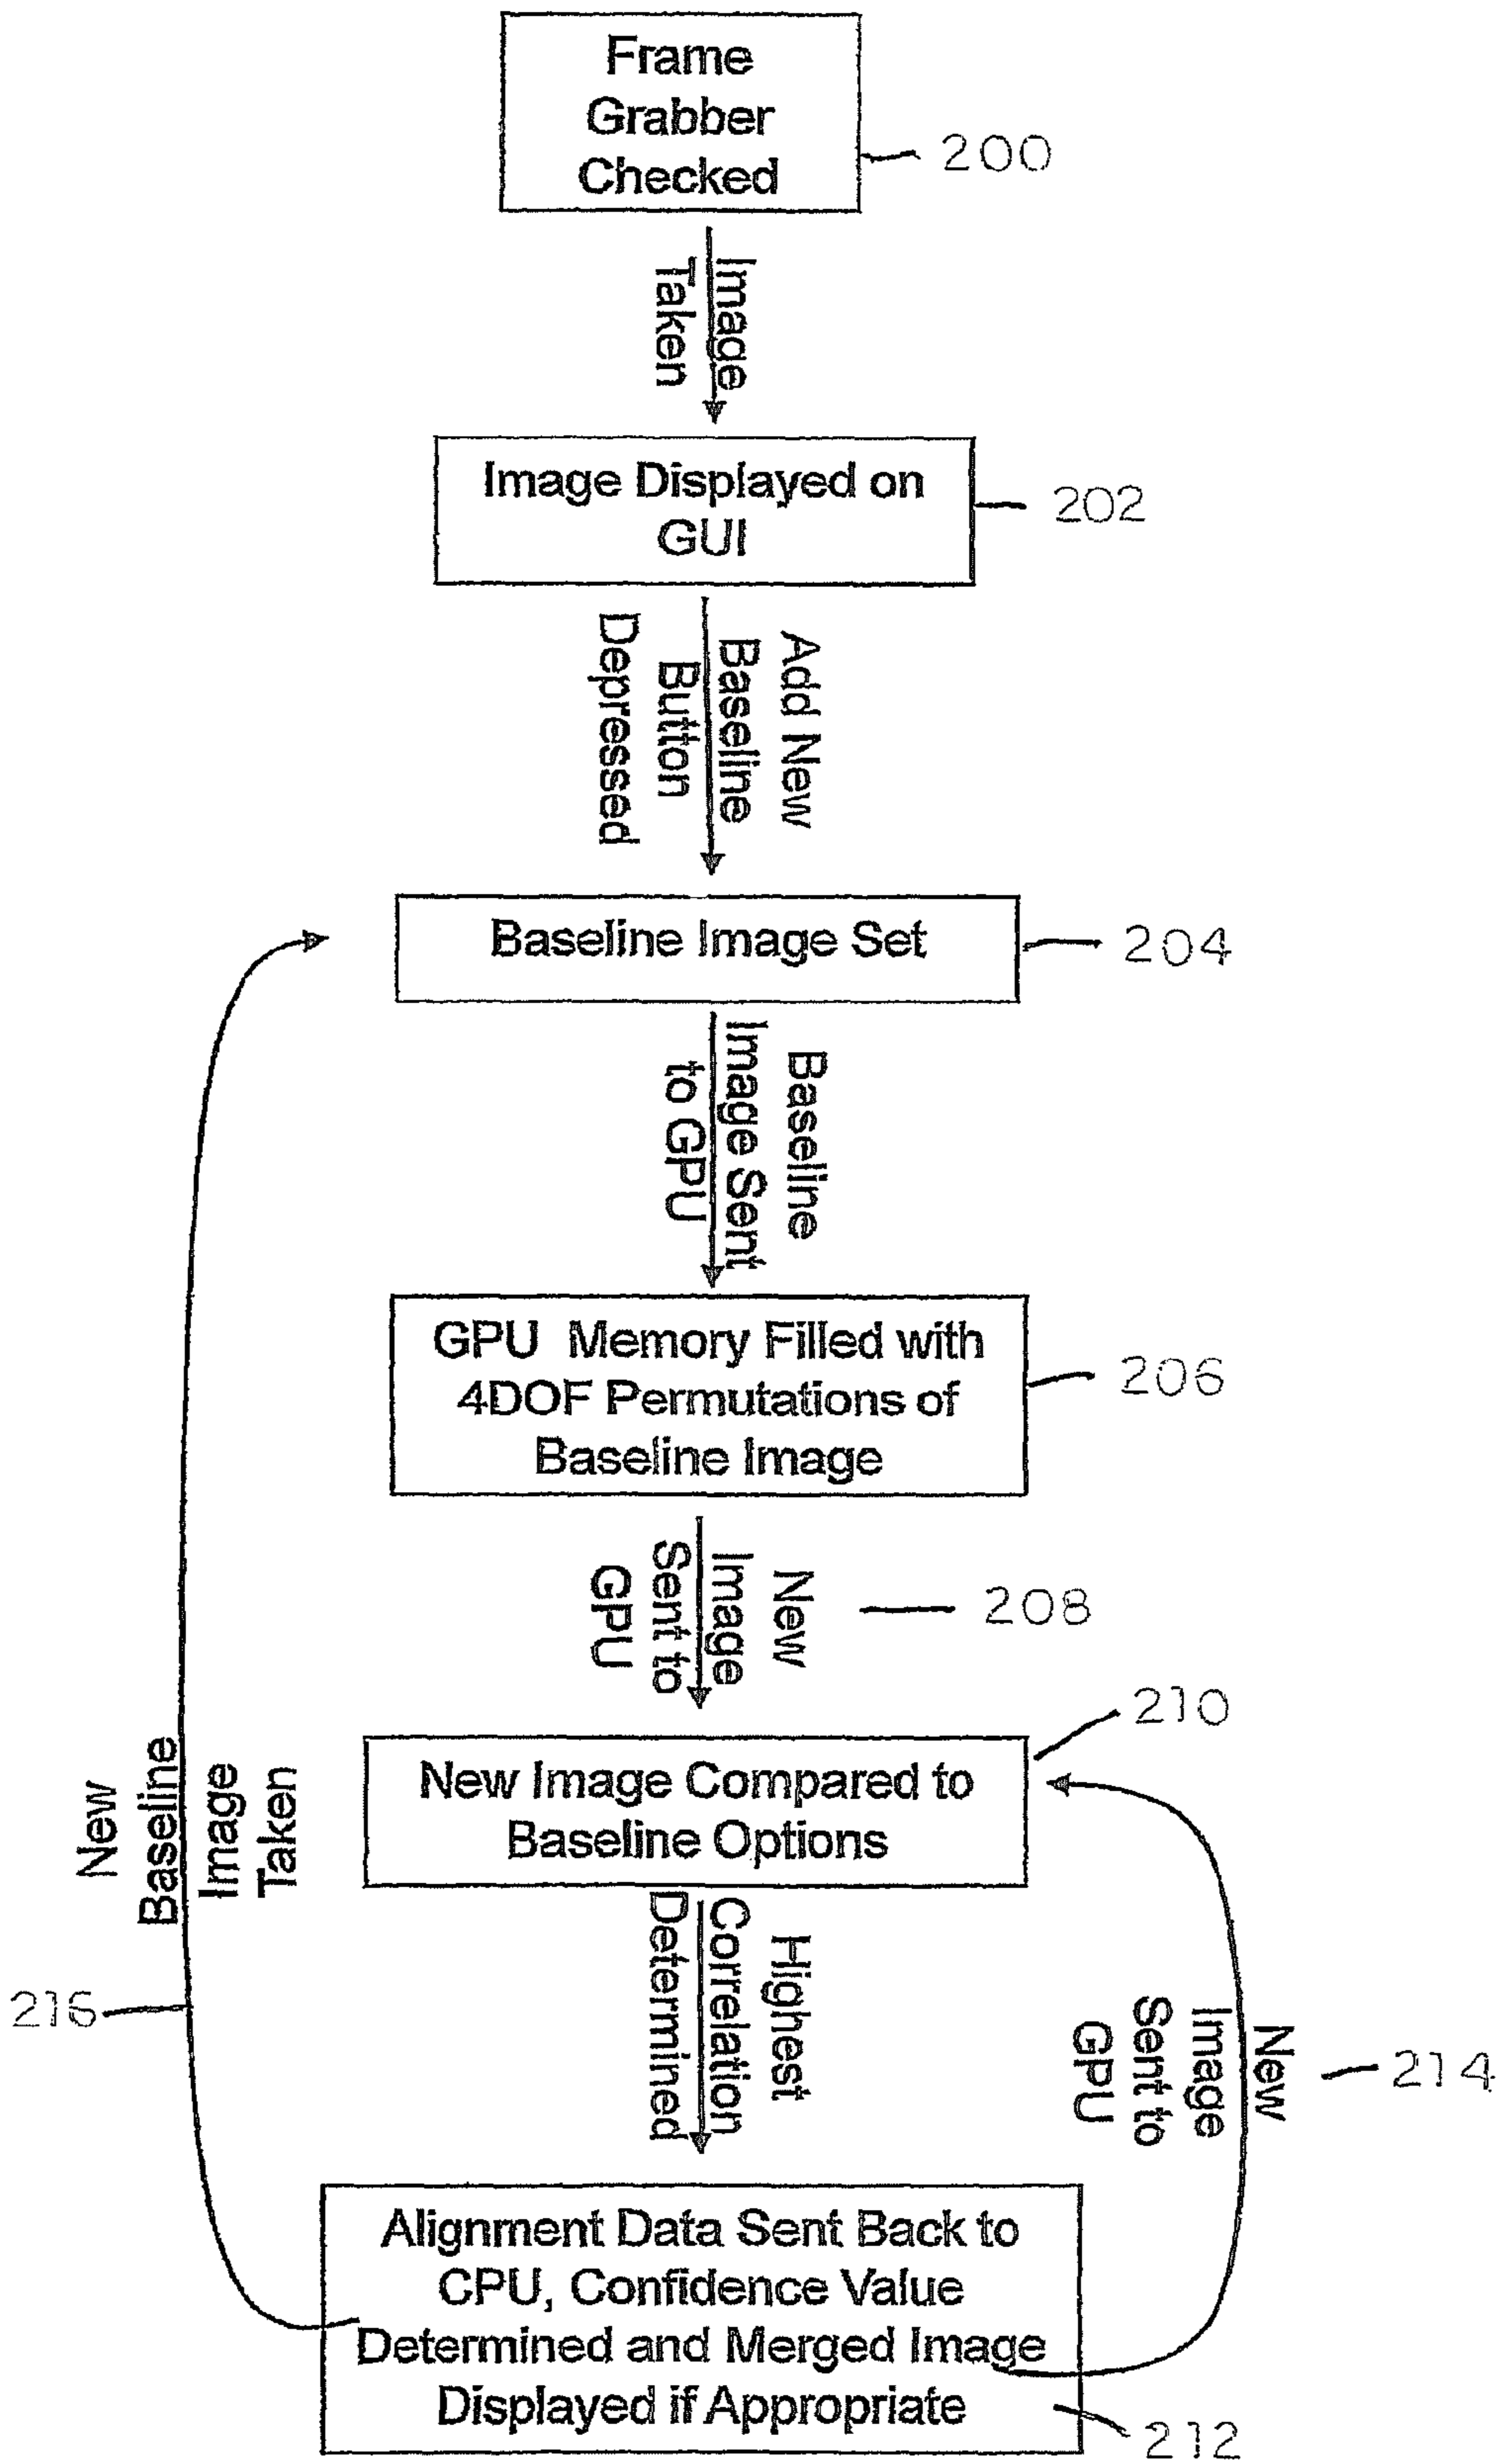 Frame
Grabber
Checked
200
Image
Taken
Image Displayed on
GUI
202
Add New
Baseline
Button
Depressed
Baseline Image Set
204
Baseline
Image Sent
to GPU
GPU Memory Filled with
4DOF Permutations of
Baseline Image
206
New
Image
Sent to
GPU
208
210
New Image Compared to
Baseline Options
Highest
Correlation
Determined
New
Baseline
Image
Taken
216
New
Image
Sent to
GPU
214
Alignment Data Sent Back to
CPU, Confidence Value
Determined and Merged Image
Displayed if Appropriate
212